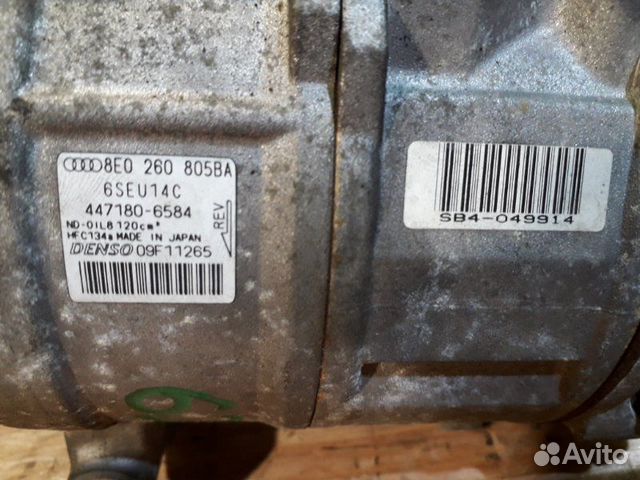 8E0 260 805BA
6SEU14C
447180-6584
ND-OIL8 120cm³
HFC134a MADE IN JAPAN
DENSO 09F11265
REV
SB4-049914
Avito